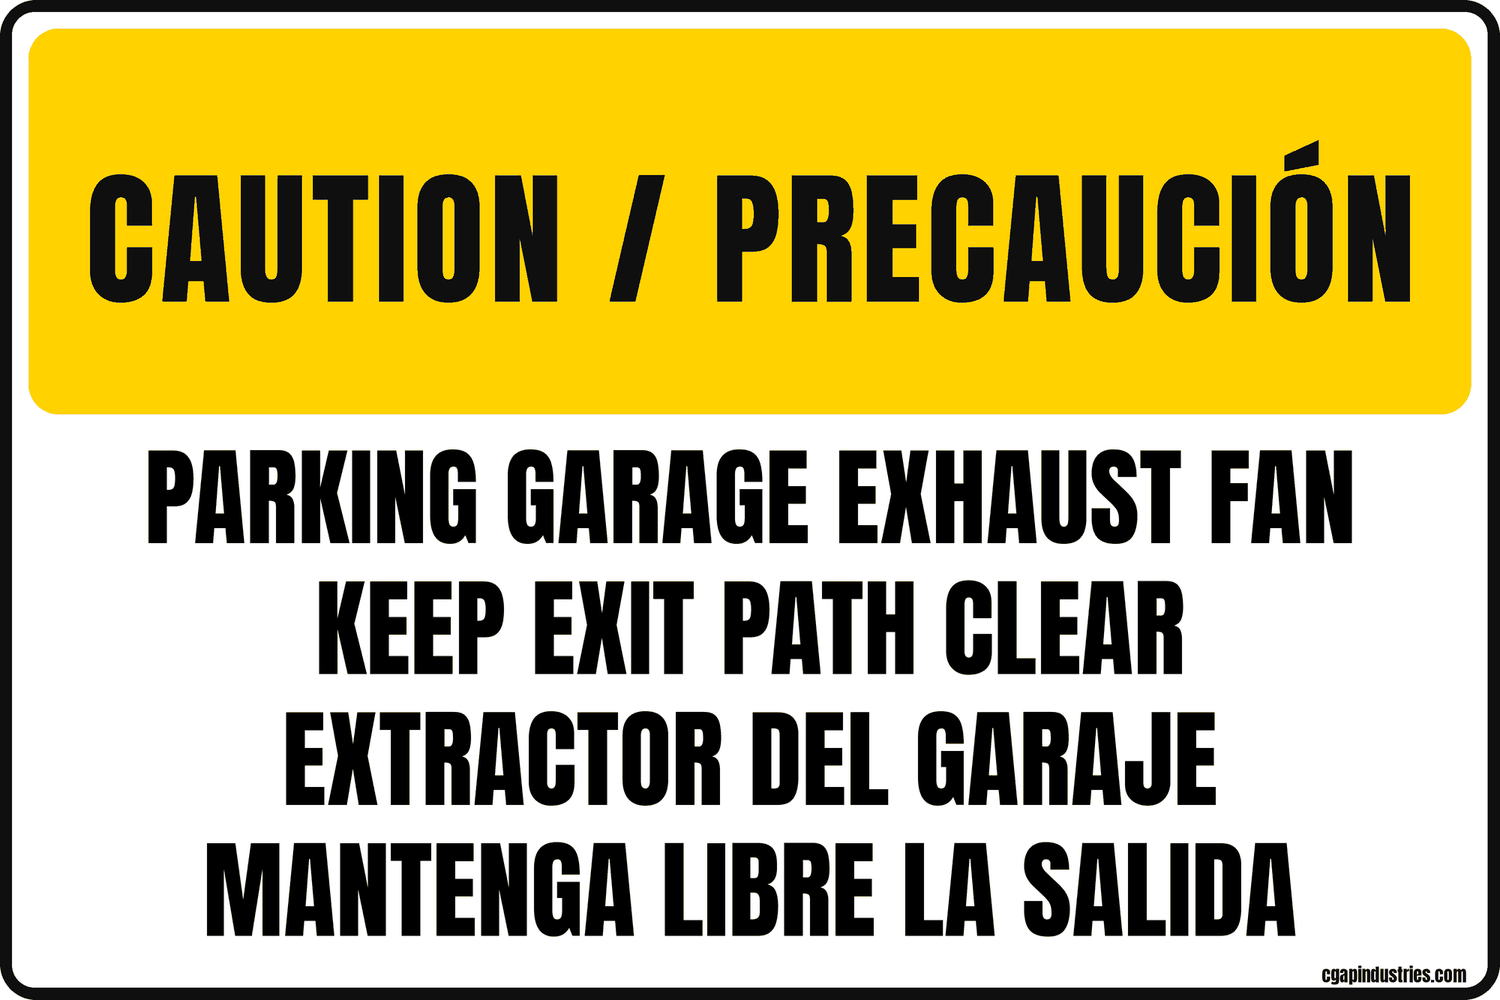 CAUTION / PRECAUCIÓN
PARKING GARAGE EXHAUST FAN
KEEP EXIT PATH CLEAR
EXTRACTOR DEL GARAJE
MANTENGA LIBRE LA SALIDA
cgapindustries.com